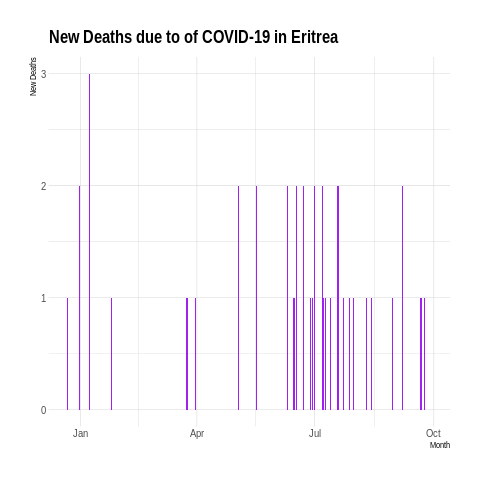 New Deaths due to of COVID-19 in Eritrea
New Deaths
3
2
1
0
Jan Apr Jul Oct
Month